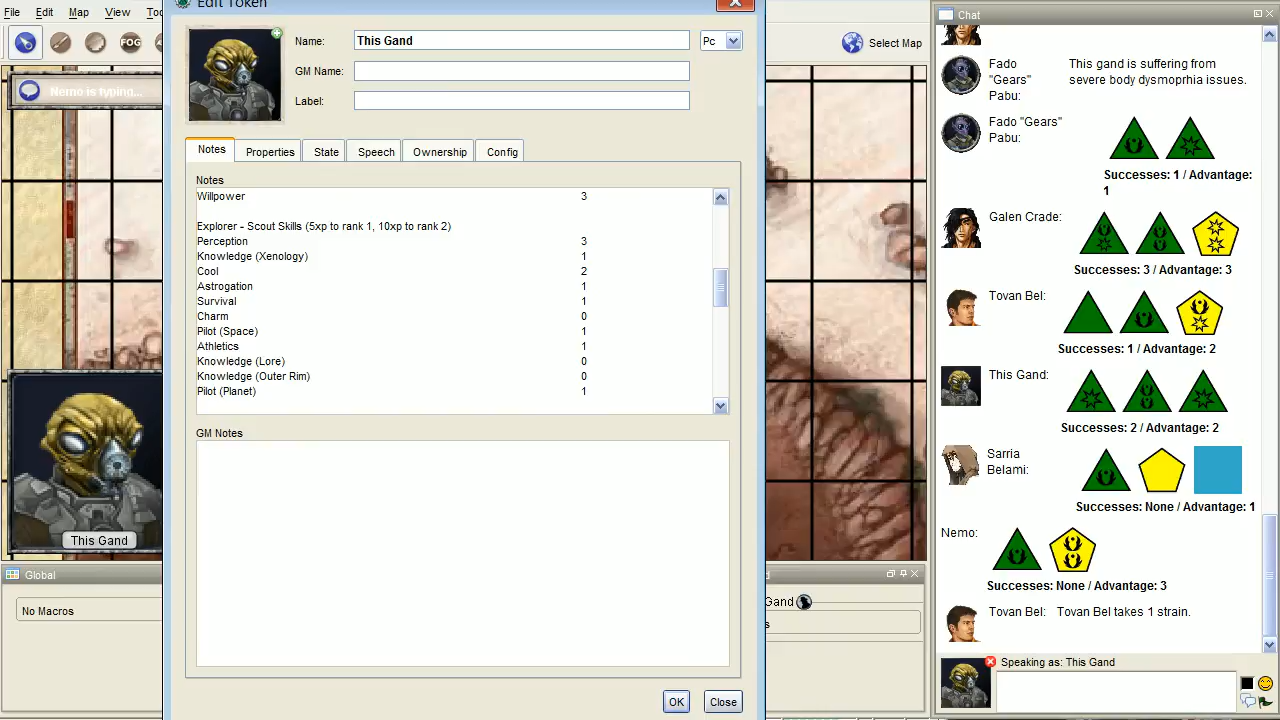 Edit Token
File Edit Map View
FOG
Select Map
Nemo is typing...
This Gand
Global
No Macros
Name: This Gand
Pc
GM Name:
Label:
Notes Properties State Speech Ownership Config
Notes
Willpower 3
Explorer - Scout Skills (5xp to rank 1, 10xp to rank 2)
Perception 3
Knowledge (Xenology) 1
Cool 2
Astrogation 1
Survival 1
Charm 0
Pilot (Space) 1
Athletics 1
Knowledge (Lore) 0
Knowledge (Outer Rim) 0
Pilot (Planet) 1
GM Notes
OK Close
Gand
Chat
Fado
"Gears"
Pabu:
This gand is suffering from
severe body dysmoprhia issues.
Fado "Gears"
Pabu:
Successes: 1 / Advantage:
1
Galen Crade:
Successes: 3 / Advantage: 3
Tovan Bel:
Successes: 1 / Advantage: 2
This Gand:
Successes: 2 / Advantage: 2
Sarria
Belami:
Successes: None / Advantage: 1
Nemo:
Successes: None / Advantage: 3
Tovan Bel: Tovan Bel takes 1 strain.
Speaking as: This Gand